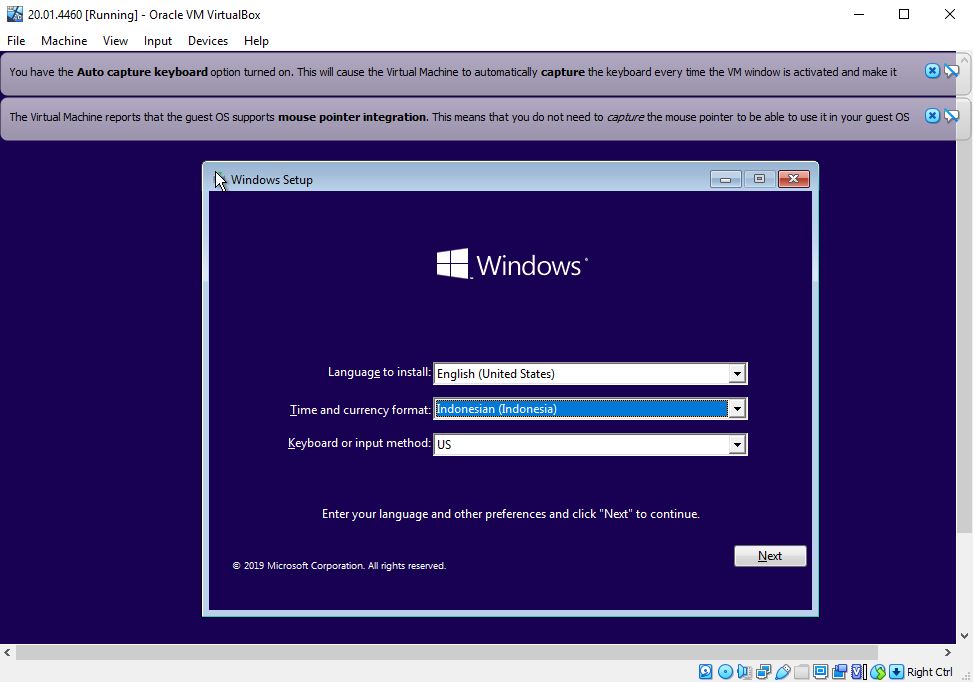 20.01.4460 [Running] - Oracle VM VirtualBox
File Machine View Input Devices Help
You have the Auto capture keyboard option turned on. This will cause the Virtual Machine to automatically capture the keyboard every time the VM window is activated and make it
The Virtual Machine reports that the guest OS supports mouse pointer integration. This means that you do not need to capture the mouse pointer to be able to use it in your guest OS
Windows Setup
Windows
Language to install: English (United States)
Time and currency format: Indonesian (Indonesia)
Keyboard or input method: US
Enter your language and other preferences and click "Next" to continue.
Next
© 2019 Microsoft Corporation. All rights reserved.
Right Ctrl